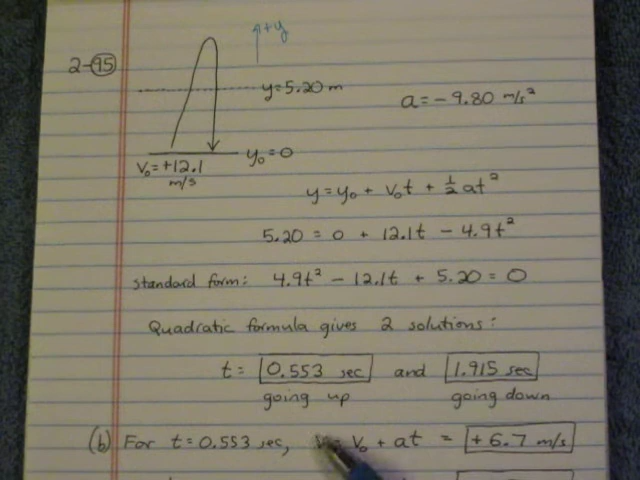 +y
2-95
y=5.20 m
a = -9.80 m/s²
y₀ = 0
V₀ = +12.1
m/s
y = y₀ + V₀t + ½at²
5.20 = 0 + 12.1t - 4.9t²
Standard form: 4.9t² - 12.1t + 5.20 = 0
Quadratic formula gives 2 solutions:
t = 0.553 sec and 1.915 sec
going up going down
(b) For t = 0.553 sec, V₀ + at = +6.7 m/s